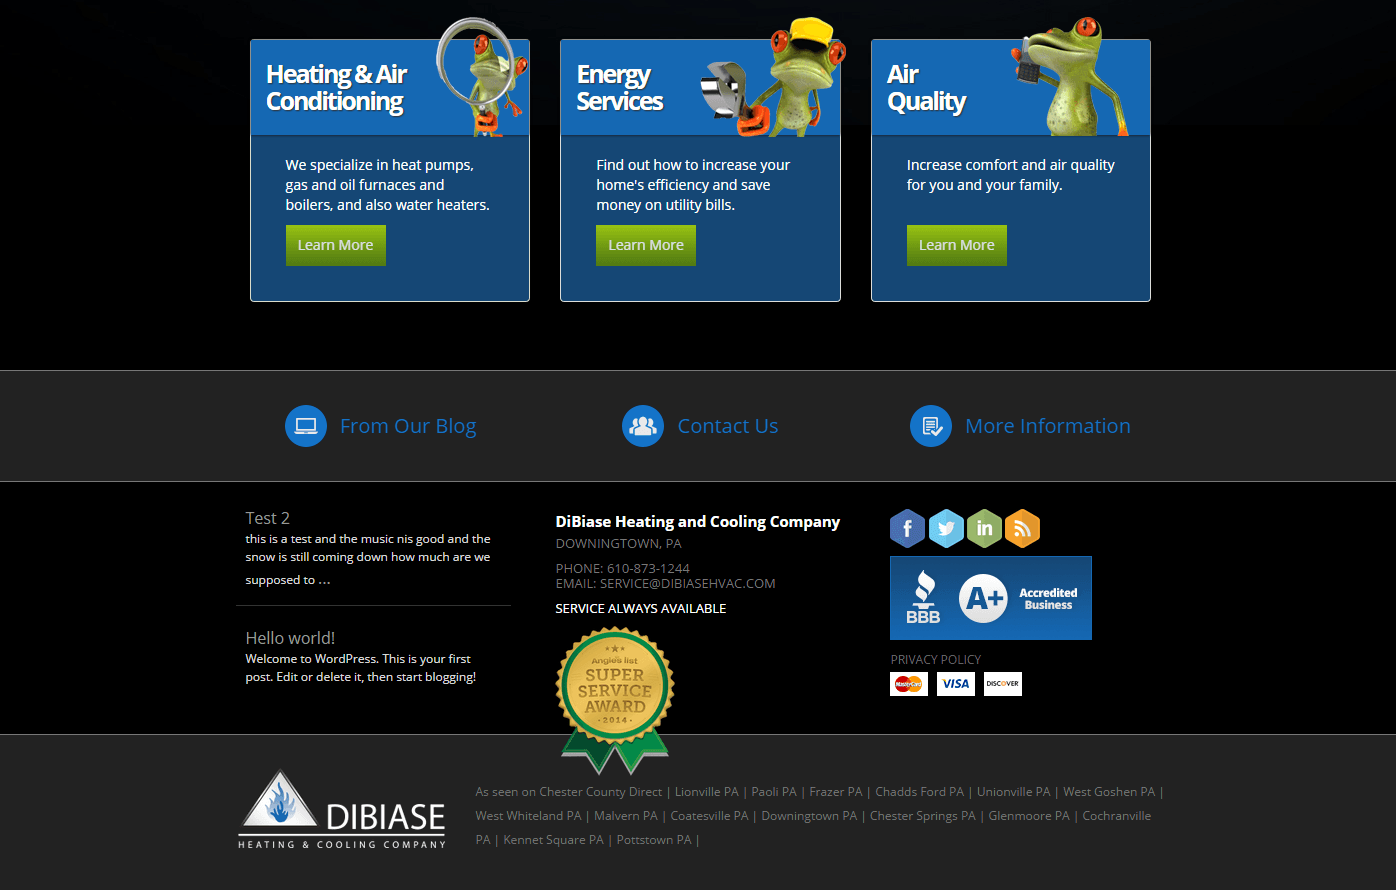 Heating & Air
Conditioning
We specialize in heat pumps,
gas and oil furnaces and
boilers, and also water heaters.
Learn More
Energy
Services
Find out how to increase your
home's efficiency and save
money on utility bills.
Learn More
Air
Quality
Increase comfort and air quality
for you and your family.
Learn More
From Our Blog
Contact Us
More Information
Test 2
this is a test and the music nis good and the
snow is still coming down how much are we
supposed to ...
Hello world!
Welcome to WordPress. This is your first
post. Edit or delete it, then start blogging!
DiBiase Heating and Cooling Company
DOWNINGTOWN, PA
PHONE: 610-873-1244
EMAIL: SERVICE@DIBIASEHVAC.COM
SERVICE ALWAYS AVAILABLE
Angie's list
SUPER
SERVICE
AWARD
2014
f
in
BBB
A+
Accredited
Business
PRIVACY POLICY
MasterCard
VISA
DISCOVER
DIBIASE
HEATING & COOLING COMPANY
As seen on Chester County Direct | Lionville PA | Paoli PA | Frazer PA | Chadds Ford PA | Unionville PA | West Goshen PA |
West Whiteland PA | Malvern PA | Coatesville PA | Downingtown PA | Chester Springs PA | Glenmoore PA | Cochranville
PA | Kennet Square PA | Pottstown PA |